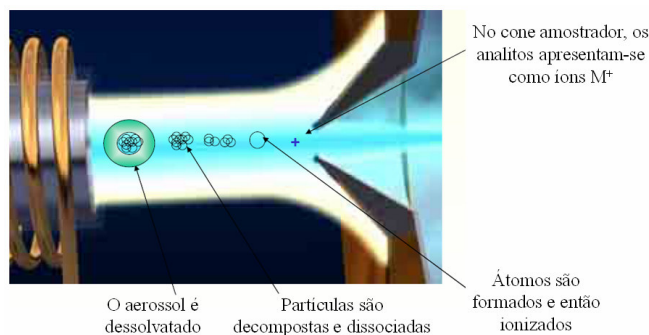 No cone amostrador, os
analitos apresentam-se
como íons M⁺
+
O aerossol é
dessolvatado
Partículas são
decompostas e dissociadas
Átomos são
formados e então
ionizados